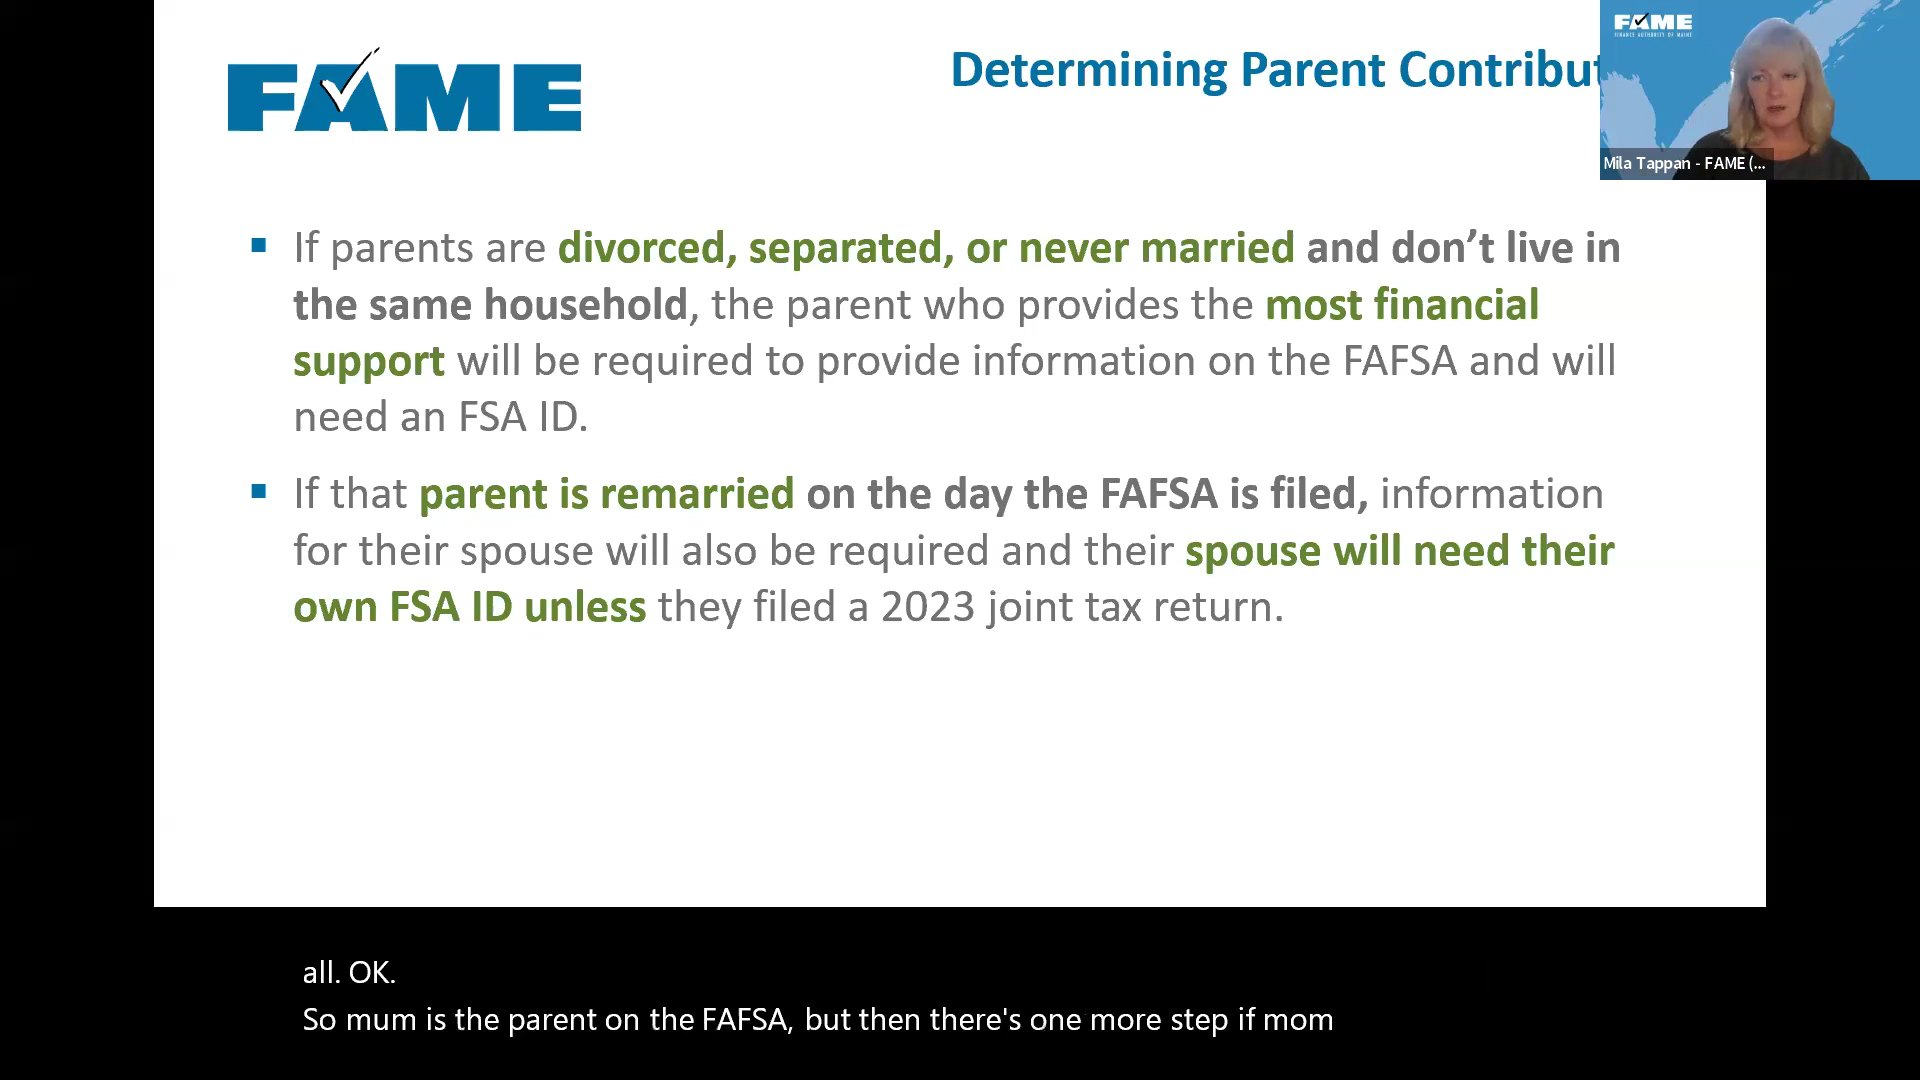 FAME
Determining Parent Contribut
FAME
FINANCE AUTHORITY OF MAINE
Mila Tappan - FAME (...
▪ If parents are divorced, separated, or never married and don’t live in
the same household, the parent who provides the most financial
support will be required to provide information on the FAFSA and will
need an FSA ID.
▪ If that parent is remarried on the day the FAFSA is filed, information
for their spouse will also be required and their spouse will need their
own FSA ID unless they filed a 2023 joint tax return.
all. OK.
So mum is the parent on the FAFSA, but then there's one more step if mom